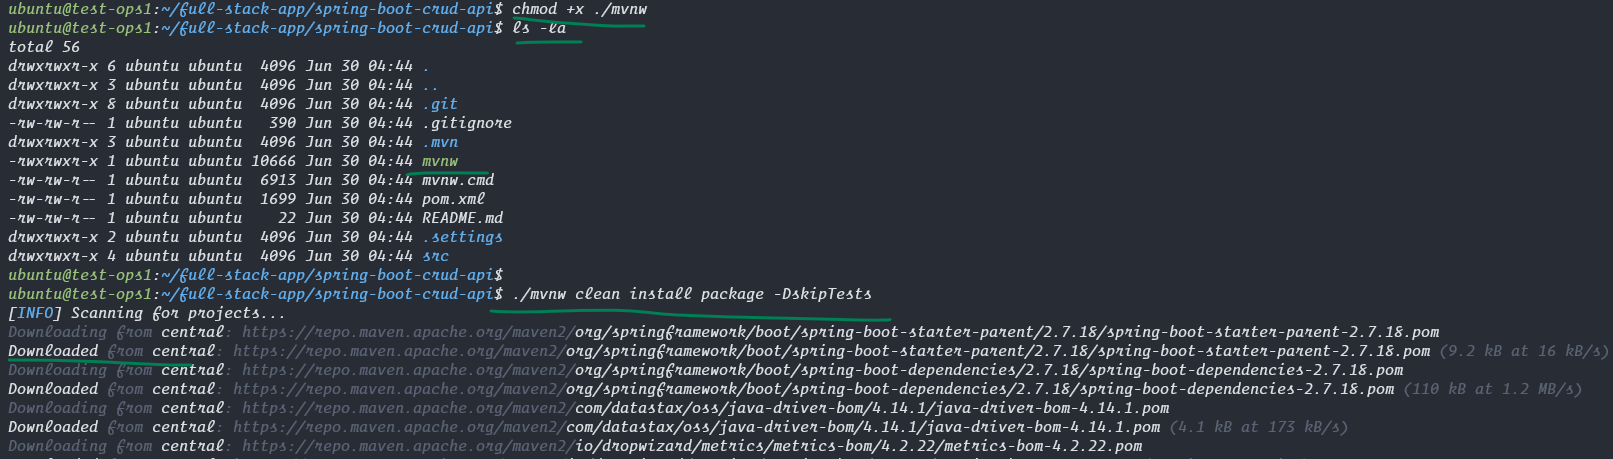 ubuntu@test-ops1:~/full-stack-app/spring-boot-crud-api$ chmod +x ./mvnw
ubuntu@test-ops1:~/full-stack-app/spring-boot-crud-api$ ls -la
total 56
drwxrwxr-x 6 ubuntu ubuntu  4096 Jun 30 04:44 .
drwxrwxr-x 3 ubuntu ubuntu  4096 Jun 30 04:44 ..
drwxrwxr-x 8 ubuntu ubuntu  4096 Jun 30 04:44 .git
-rw-rw-r-- 1 ubuntu ubuntu   390 Jun 30 04:44 .gitignore
drwxrwxr-x 3 ubuntu ubuntu  4096 Jun 30 04:44 .mvn
-rwxrwxr-x 1 ubuntu ubuntu 10666 Jun 30 04:44 mvnw
-rw-rw-r-- 1 ubuntu ubuntu  6913 Jun 30 04:44 mvnw.cmd
-rw-rw-r-- 1 ubuntu ubuntu  1699 Jun 30 04:44 pom.xml
-rw-rw-r-- 1 ubuntu ubuntu    22 Jun 30 04:44 README.md
drwxrwxr-x 2 ubuntu ubuntu  4096 Jun 30 04:44 .settings
drwxrwxr-x 4 ubuntu ubuntu  4096 Jun 30 04:44 src
ubuntu@test-ops1:~/full-stack-app/spring-boot-crud-api$
ubuntu@test-ops1:~/full-stack-app/spring-boot-crud-api$ ./mvnw clean install package -DskipTests
[INFO] Scanning for projects...
Downloading from central: https://repo.maven.apache.org/maven2/org/springframework/boot/spring-boot-starter-parent/2.7.18/spring-boot-starter-parent-2.7.18.pom
Downloaded from central: https://repo.maven.apache.org/maven2/org/springframework/boot/spring-boot-starter-parent/2.7.18/spring-boot-starter-parent-2.7.18.pom (9.2 kB at 16 kB/s)
Downloading from central: https://repo.maven.apache.org/maven2/org/springframework/boot/spring-boot-dependencies/2.7.18/spring-boot-dependencies-2.7.18.pom
Downloaded from central: https://repo.maven.apache.org/maven2/org/springframework/boot/spring-boot-dependencies/2.7.18/spring-boot-dependencies-2.7.18.pom (110 kB at 1.2 MB/s)
Downloading from central: https://repo.maven.apache.org/maven2/com/datastax/oss/java-driver-bom/4.14.1/java-driver-bom-4.14.1.pom
Downloaded from central: https://repo.maven.apache.org/maven2/com/datastax/oss/java-driver-bom/4.14.1/java-driver-bom-4.14.1.pom (4.1 kB at 173 kB/s)
Downloading from central: https://repo.maven.apache.org/maven2/io/dropwizard/metrics/metrics-bom/4.2.22/metrics-bom-4.2.22.pom